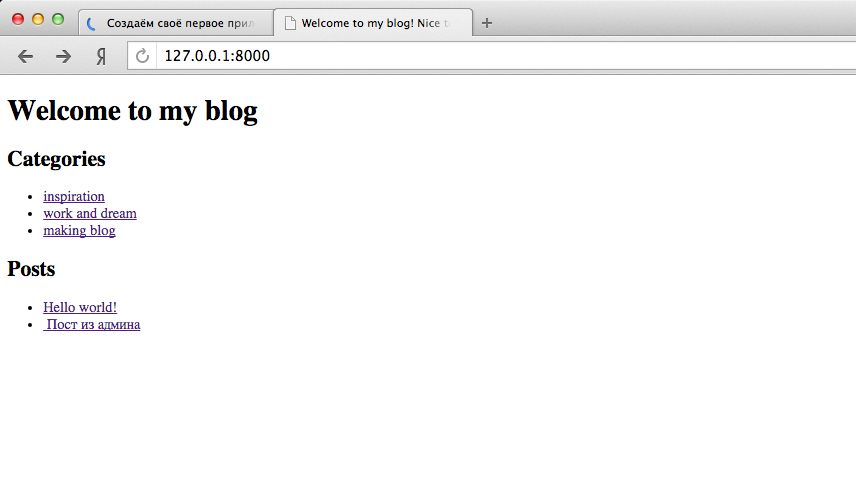 Создаём своё первое прил
Welcome to my blog! Nice t
Я
127.0.0.1:8000
Welcome to my blog
Categories
inspiration
work and dream
making blog
Posts
Hello world!
Пост из админа